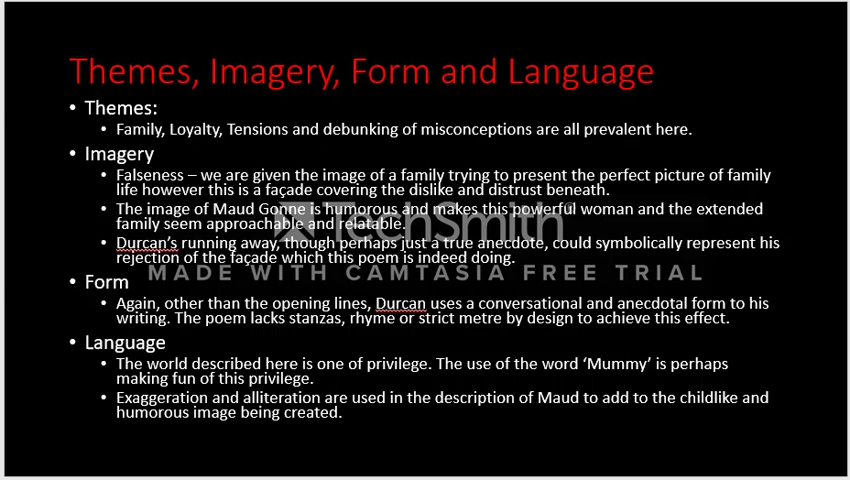 Themes, Imagery, Form and Language
• Themes:
• Family, Loyalty, Tensions and debunking of misconceptions are all prevalent here.
• Imagery
• Falseness – we are given the image of a family trying to present the perfect picture of family
life however this is a façade covering the dislike and distrust beneath.
• The image of Maud Gonne is humorous and makes this powerful woman and the extended
family seem approachable and relatable.
TechSmith
• Durcan's running away, though perhaps just a true anecdote, could symbolically represent his
rejection of the façade which this poem is indeed doing.
MADE WITH CAMTASIA FREE TRIAL
• Form
• Again, other than the opening lines, Durcan uses a conversational and anecdotal form to his
writing. The poem lacks stanzas, rhyme or strict metre by design to achieve this effect.
• Language
• The world described here is one of privilege. The use of the word ‘Mummy’ is perhaps
making fun of this privilege.
• Exaggeration and alliteration are used in the description of Maud to add to the childlike and
humorous image being created.